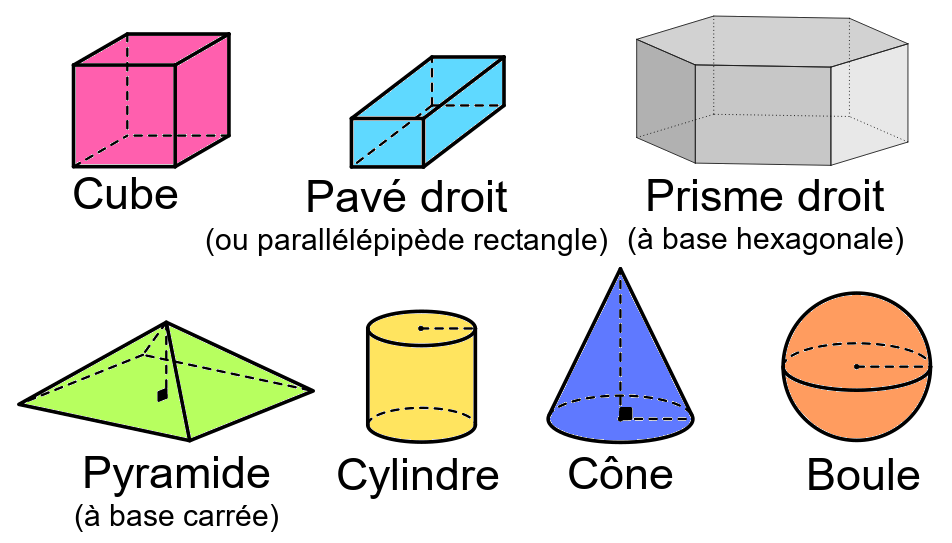 Cube
Pavé droit
(ou parallélépipède rectangle)
Prisme droit
(à base hexagonale)
Pyramide
(à base carrée)
Cylindre
Cône
Boule